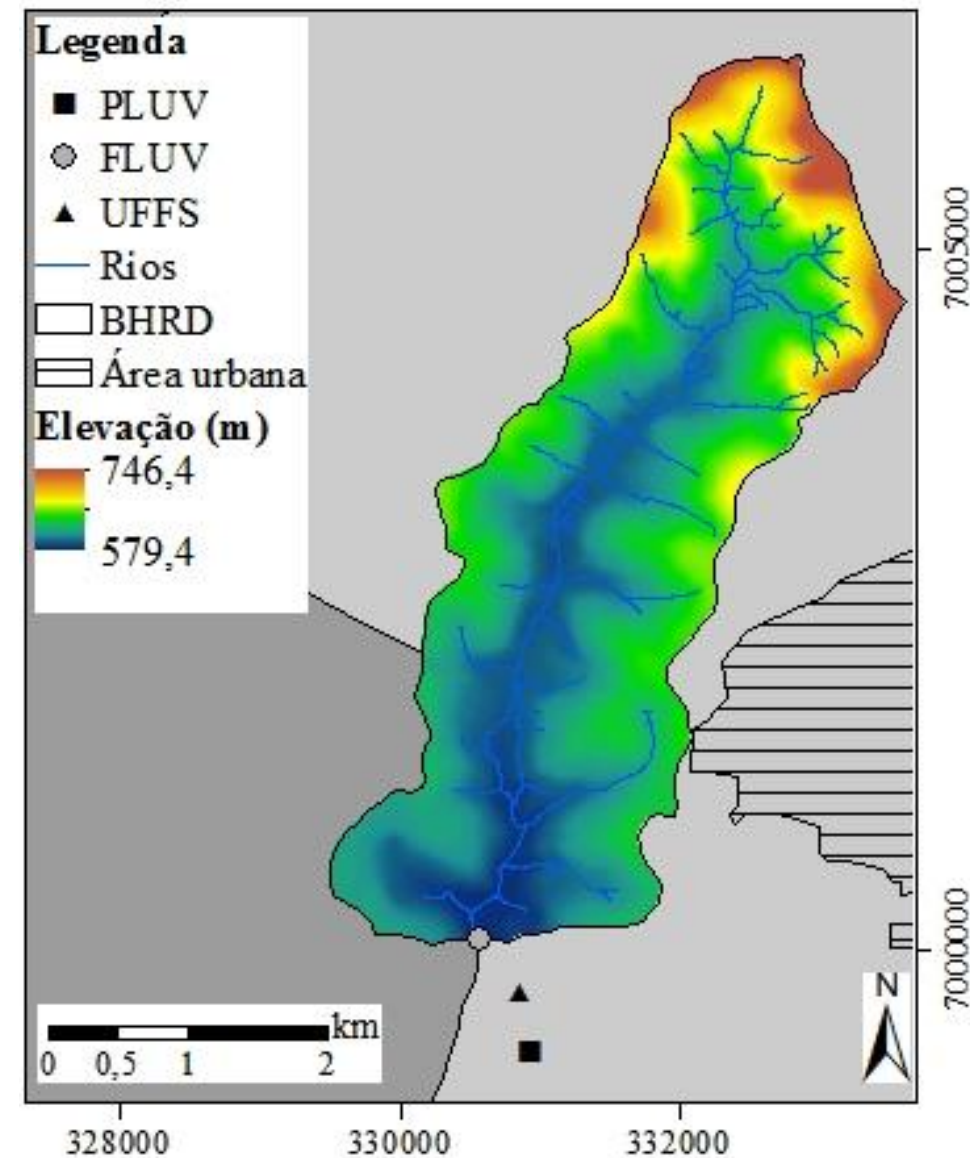 Legenda
PLUV
FLUV
UFFS
Rios
BHRD
Área urbana
Elevação (m)
746,4
579,4
7005000
7000000
N
km
0 0,5 1 2
328000 330000 332000